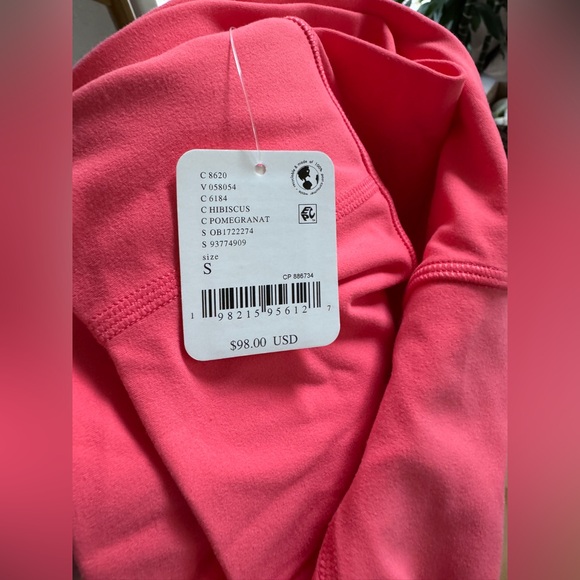 C 8620
V 058054
C 6184
C HIBISCUS
C POMEGRANAT
S OB1722274
S 93774909
size
S
CP 886734
1 98215 95612 7
$98.00 USD